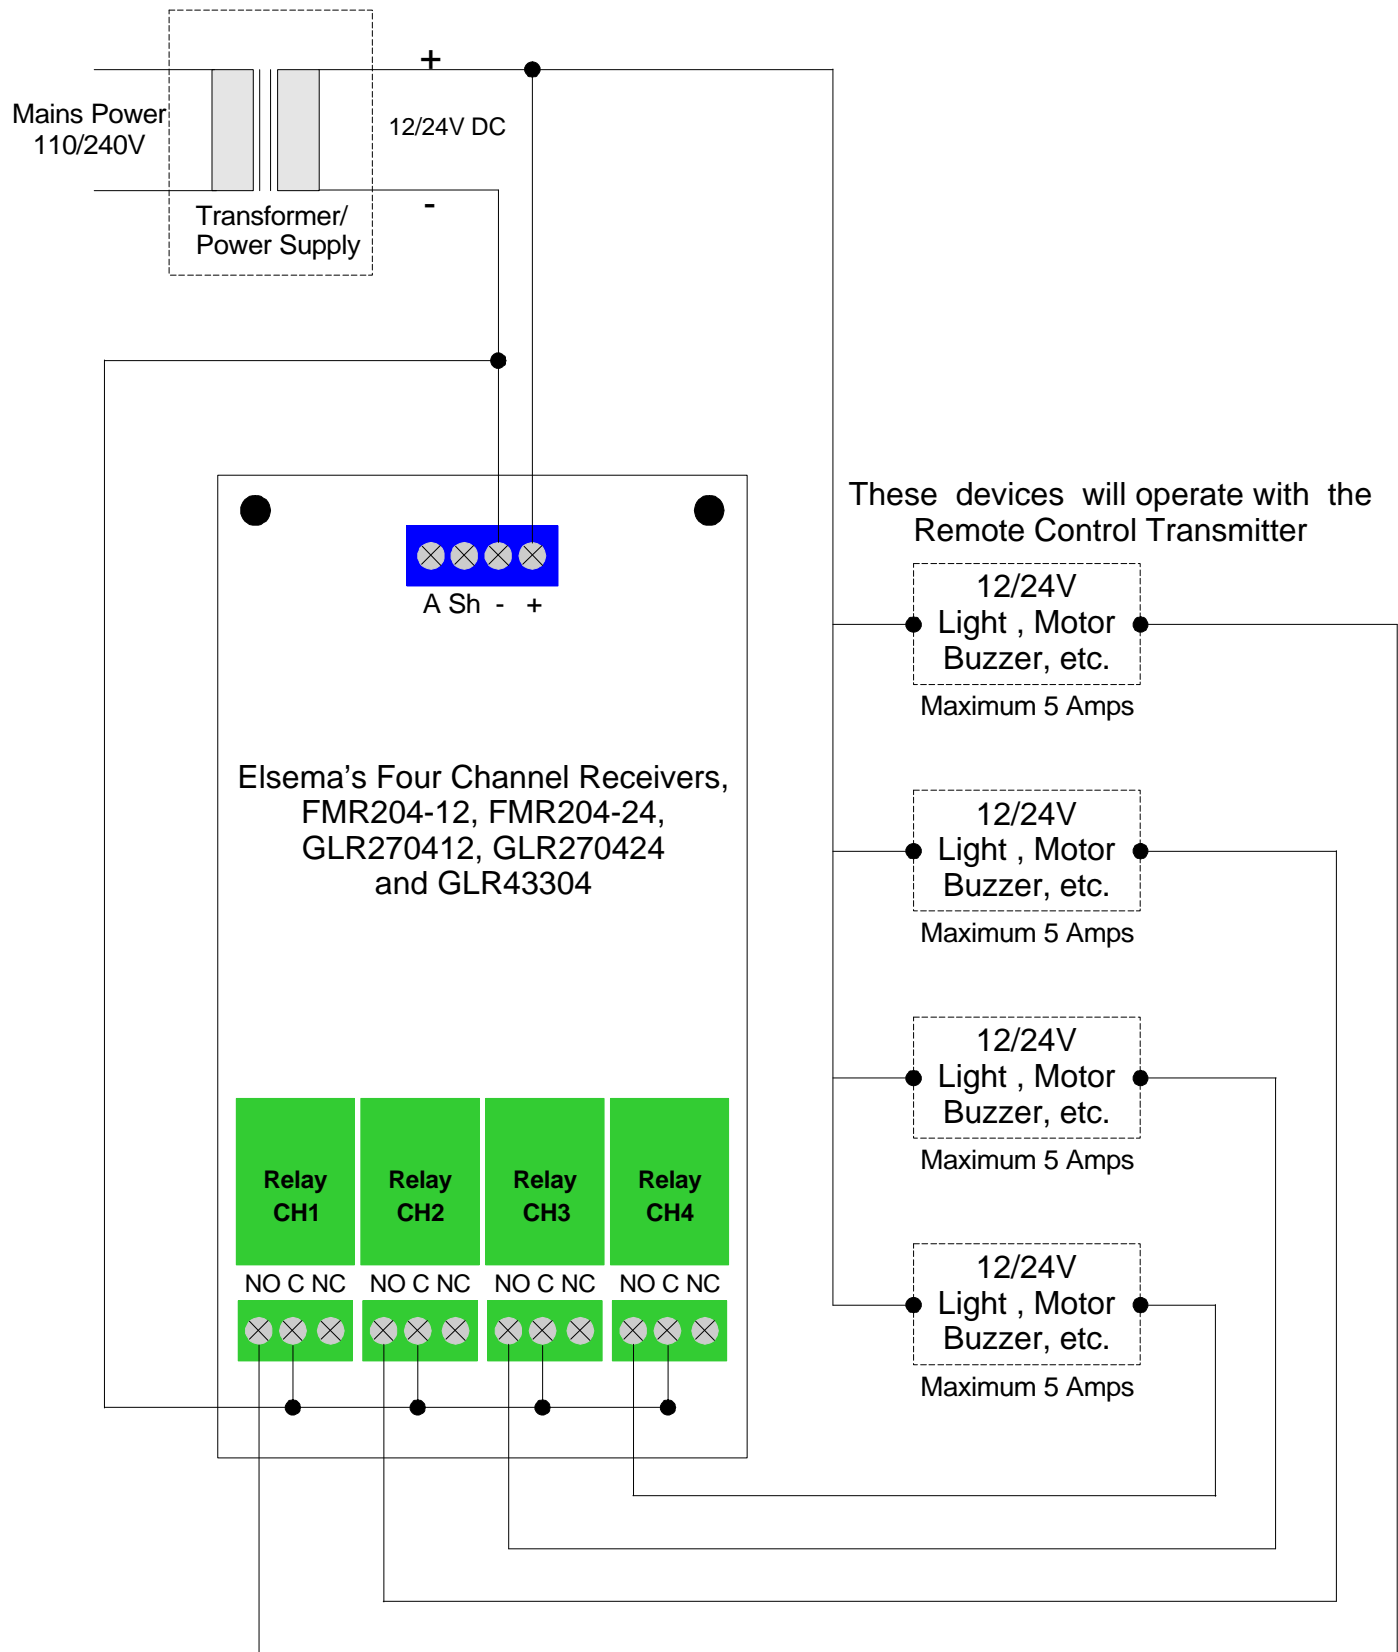 +
Mains Power
110/240V
12/24V DC
-
Transformer/
Power Supply
A Sh - +
These devices will operate with the
Remote Control Transmitter
12/24V
Light , Motor
Buzzer, etc.
Maximum 5 Amps
Elsema's Four Channel Receivers,
FMR204-12, FMR204-24,
GLR270412, GLR270424
and GLR43304
12/24V
Light , Motor
Buzzer, etc.
Maximum 5 Amps
12/24V
Light , Motor
Buzzer, etc.
Maximum 5 Amps
Relay
CH1
Relay
CH2
Relay
CH3
Relay
CH4
NO C NC
NO C NC
NO C NC
NO C NC
12/24V
Light , Motor
Buzzer, etc.
Maximum 5 Amps